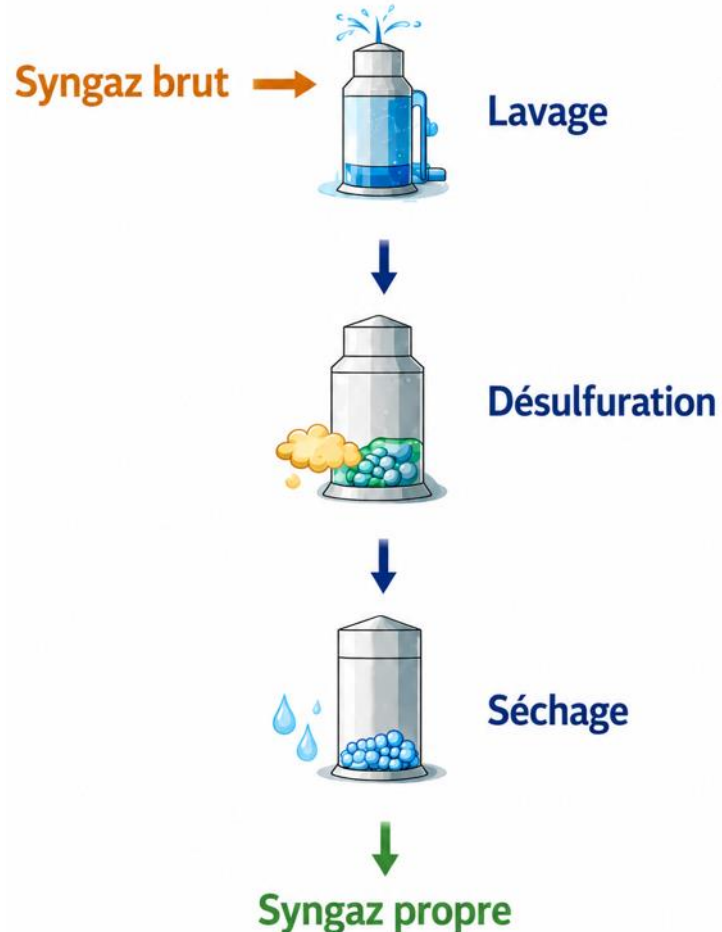 Syngaz brut
Lavage
Désulfuration
Séchage
Syngaz propre